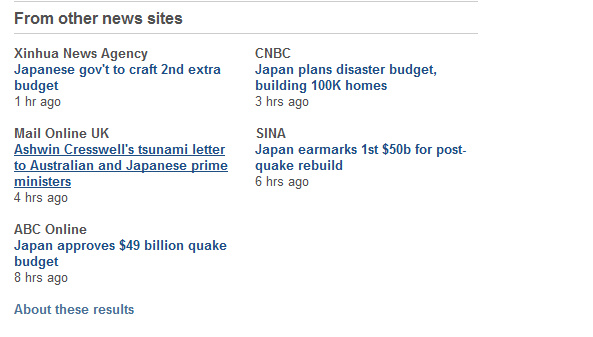 From other news sites
Xinhua News Agency
Japanese gov't to craft 2nd extra
budget
1 hr ago
CNBC
Japan plans disaster budget,
building 100K homes
3 hrs ago
Mail Online UK
Ashwin Cresswell's tsunami letter
to Australian and Japanese prime
ministers
4 hrs ago
SINA
Japan earmarks 1st $50b for post-
quake rebuild
6 hrs ago
ABC Online
Japan approves $49 billion quake
budget
8 hrs ago
About these results